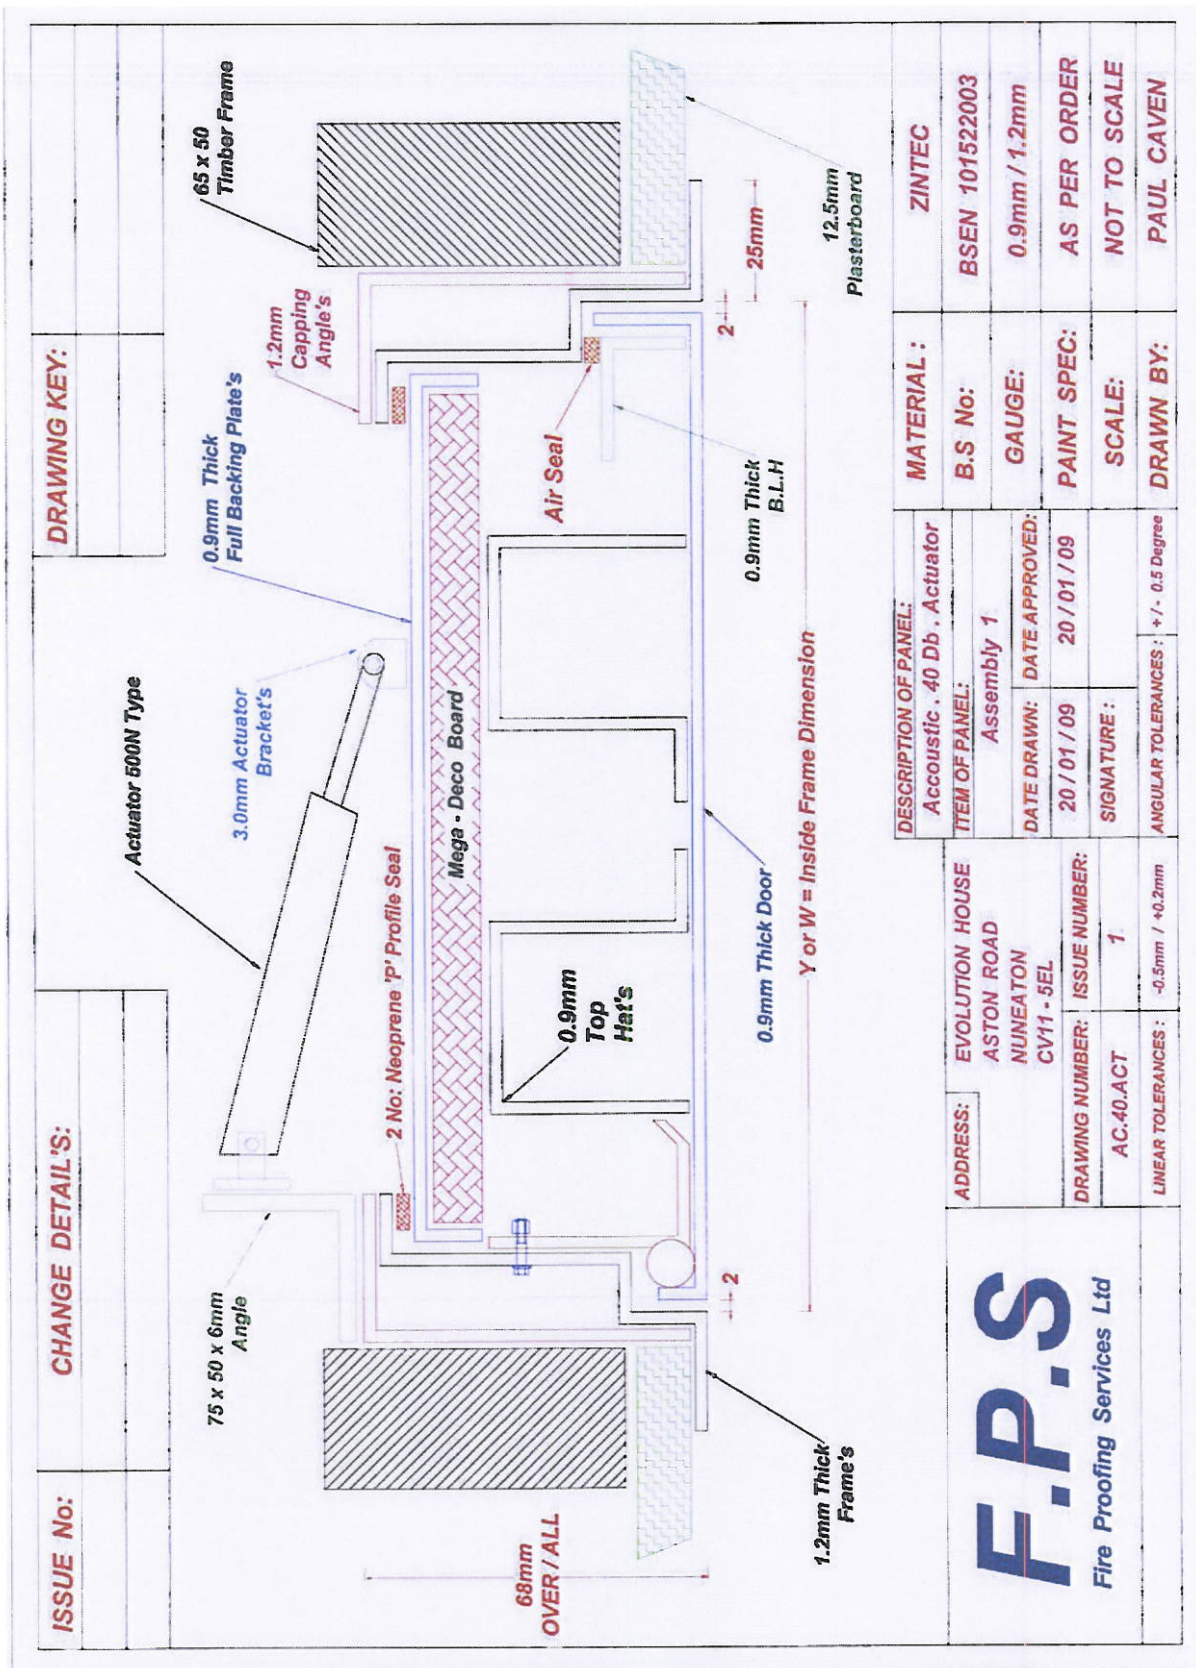 ISSUE No:
CHANGE DETAIL'S:
DRAWING KEY:
65 x 50
Timber Frame
Actuator 500N Type
75 x 50 x 6mm
Angle
3.0mm Actuator
Bracket's
0.9mm Thick
Full Backing Plate's
1.2mm
Capping
Angle's
2 No: Neoprene 'P' Profile Seal
Mega - Deco Board
Air Seal
0.9mm
Top
Hat's
68mm
OVER / ALL
2
2
25mm
12.5mm
Plasterboard
0.9mm Thick
B.L.H
0.9mm Thick Door
Y or W = Inside Frame Dimension
1.2mm Thick
Frame's
F.P.S
Fire Proofing Services Ltd
ADDRESS:
EVOLUTION HOUSE
ASTON ROAD
NUNEATON
CV11 - 5EL
DRAWING NUMBER:
ISSUE NUMBER:
AC.40.ACT
1
LINEAR TOLERANCES :
-0.5mm / +0.2mm
DESCRIPTION OF PANEL:
Accoustic . 40 Db . Actuator
ITEM OF PANEL:
Assembly 1
DATE DRAWN:
DATE APPROVED:
20 / 01 / 09
20 / 01 / 09
SIGNATURE :
ANGULAR TOLERANCES :
+/- 0.5 Degree
MATERIAL :
ZINTEC
B.S No:
BSEN 101522003
GAUGE:
0.9mm / 1.2mm
PAINT SPEC:
AS PER ORDER
SCALE:
NOT TO SCALE
DRAWN BY:
PAUL CAVEN